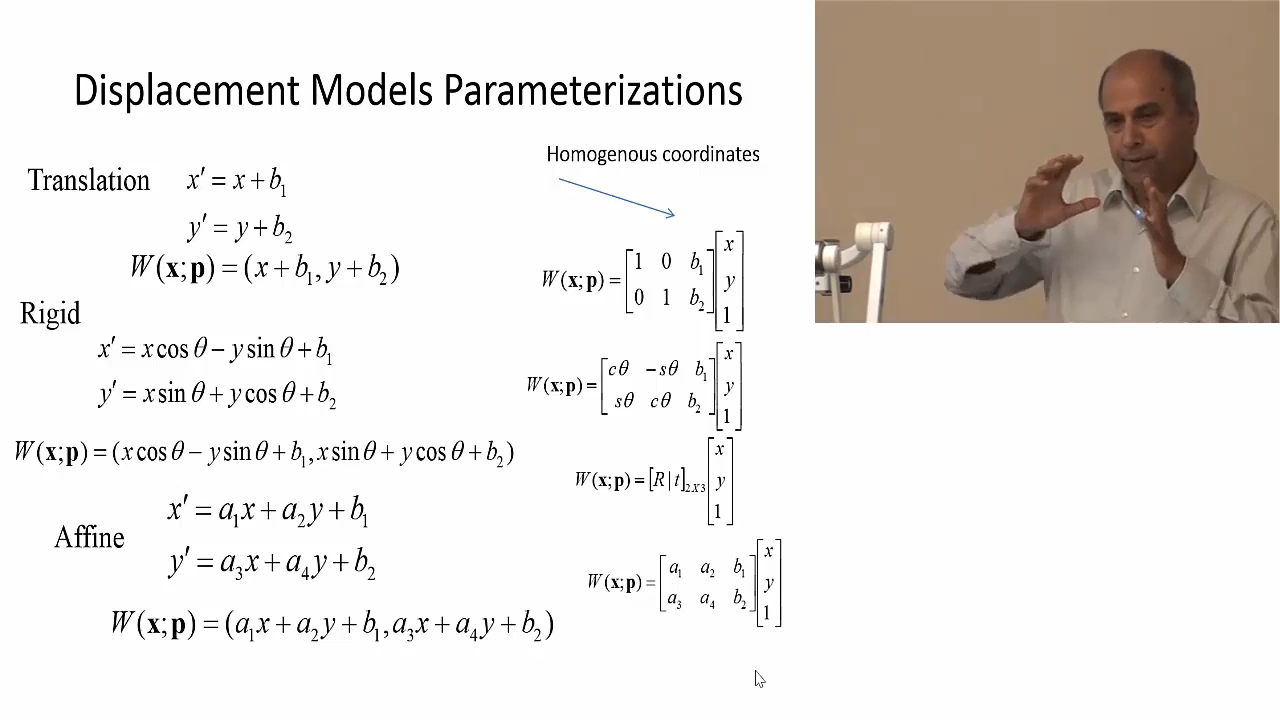 Displacement Models Parameterizations
Homogenous coordinates
Translation x′ = x + b₁
y′ = y + b₂
W(x;p) = (x + b₁, y + b₂)
W(x;p) = [1 0 b₁; 0 1 b₂] [x; y; 1]
Rigid
x′ = x cos θ − y sin θ + b₁
y′ = x sin θ + y cos θ + b₂
W(x;p) = [cθ −sθ b₁; sθ cθ b₂] [x; y; 1]
W(x;p) = (x cos θ − y sin θ + b₁, x sin θ + y cos θ + b₂)
W(x;p) = [R | t]₂ₓ₃ [x; y; 1]
Affine
x′ = a₁x + a₂y + b₁
y′ = a₃x + a₄y + b₂
W(x;p) = [a₁ a₂ b₁; a₃ a₄ b₂] [x; y; 1]
W(x;p) = (a₁x + a₂y + b₁, a₃x + a₄y + b₂)